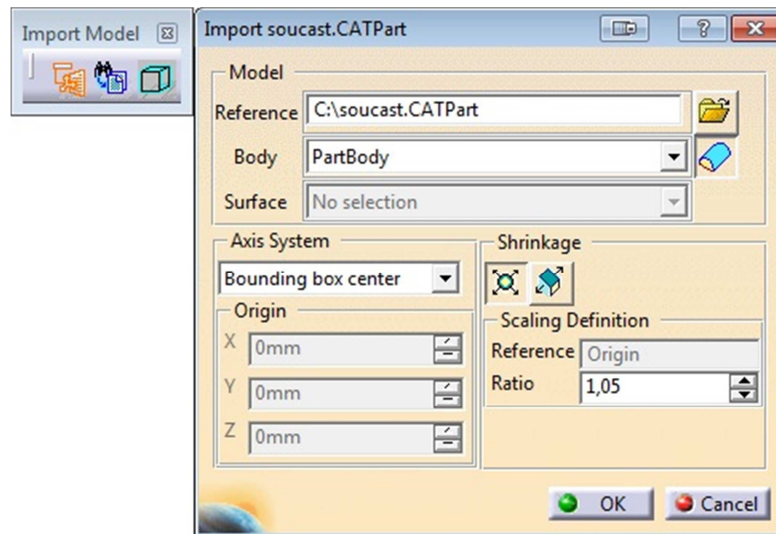 Import Model
Import soucast.CATPart
Model
Reference C:\soucast.CATPart
Body PartBody
Surface No selection
Axis System
Bounding box center
Origin
X 0mm
Y 0mm
Z 0mm
Shrinkage
Scaling Definition
Reference Origin
Ratio 1,05
OK Cancel